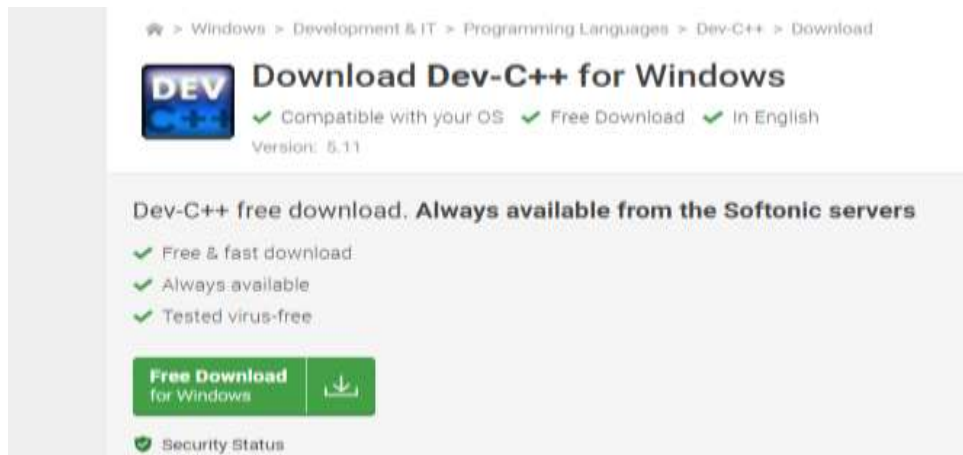 > Windows > Development & IT > Programming Languages > Dev-C++ > Download
DEV
C++
Download Dev-C++ for Windows
Compatible with your OS Free Download In English
Version: 5.11
Dev-C++ free download. Always available from the Softonic servers
Free & fast download
Always available
Tested virus-free
Free Download
for Windows
Security Status